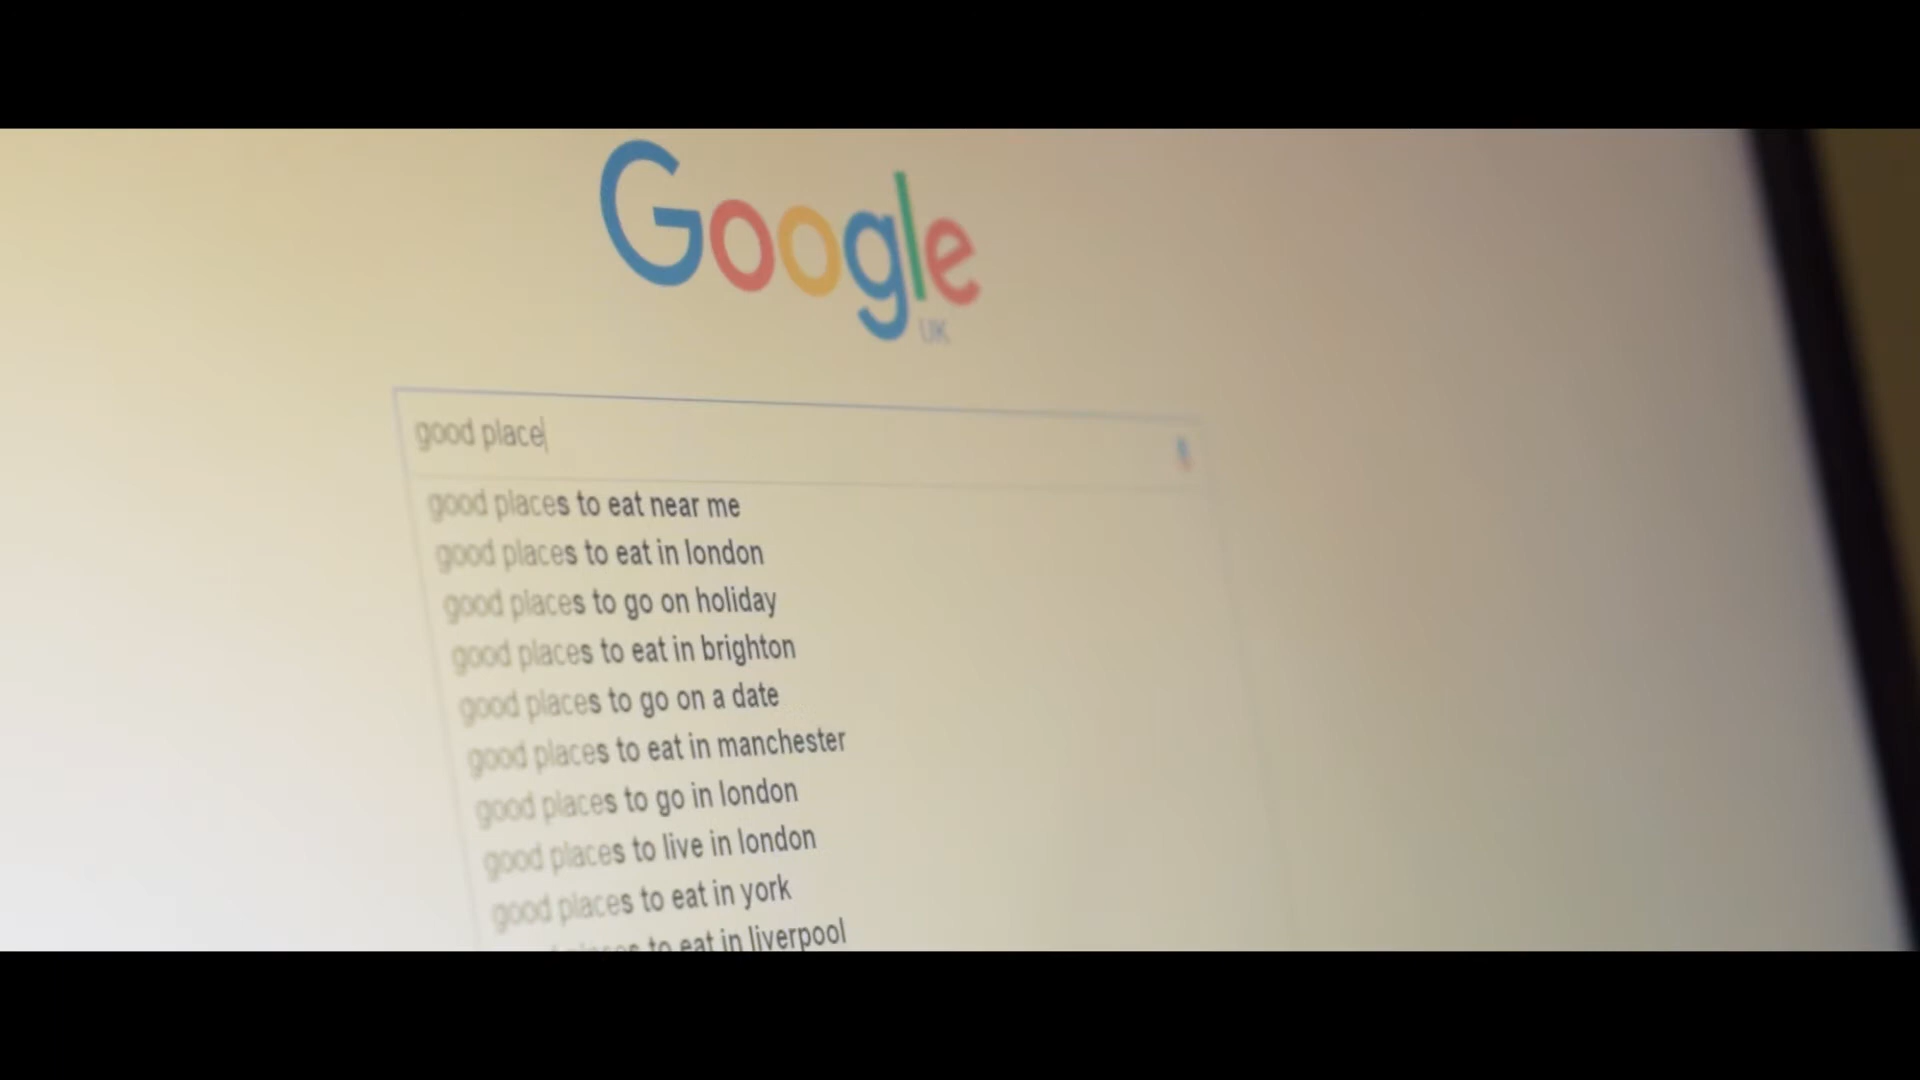 Google
UK
good place
good places to eat near me
good places to eat in london
good places to go on holiday
good places to eat in brighton
good places to go on a date
good places to eat in manchester
good places to go in london
good places to live in london
good places to eat in york
good places to eat in liverpool